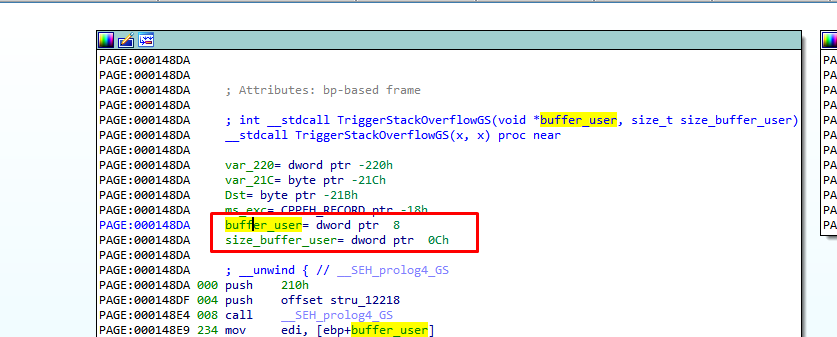 PAGE:000148DA
PA
PAGE:000148DA
PA
PAGE:000148DA ; Attributes: bp-based frame
PAGE:000148DA
PAGE:000148DA ; int __stdcall TriggerStackOverflowGS(void *buffer_user, size_t size_buffer_user)
PAGE:000148DA __stdcall TriggerStackOverflowGS(x, x) proc near
PAGE:000148DA
PAGE:000148DA var_220= dword ptr -220h
PAGE:000148DA var_21C= byte ptr -21Ch
PAGE:000148DA Dst= byte ptr -21Bh
PAGE:000148DA ms_exc= CPPEH_RECORD ptr -18h
PAGE:000148DA buffer_user= dword ptr 8
PAGE:000148DA size_buffer_user= dword ptr 0Ch
PAGE:000148DA
PAGE:000148DA ; __unwind { // __SEH_prolog4_GS
PAGE:000148DA 000 push 210h
PAGE:000148DF 004 push offset stru_12218
PAGE:000148E4 008 call __SEH_prolog4_GS
PAGE:000148E9 234 mov edi, [ebp+buffer_user]